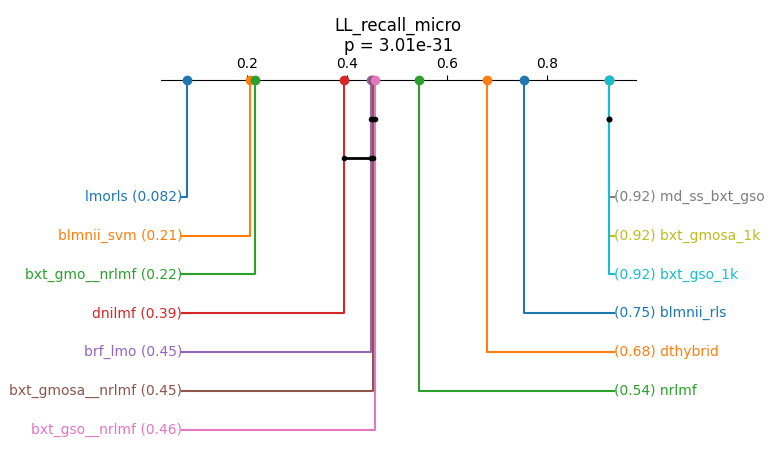 LL_recall_micro
p = 3.01e-31
0.2 0.4 0.6 0.8
lmorls (0.082)
(0.92) md_ss_bxt_gso
blmnii_svm (0.21)
(0.92) bxt_gmosa_1k
bxt_gmo__nrlmf (0.22)
(0.92) bxt_gso_1k
dnilmf (0.39)
(0.75) blmnii_rls
brf_lmo (0.45)
(0.68) dthybrid
bxt_gmosa__nrlmf (0.45)
(0.54) nrlmf
bxt_gso__nrlmf (0.46)